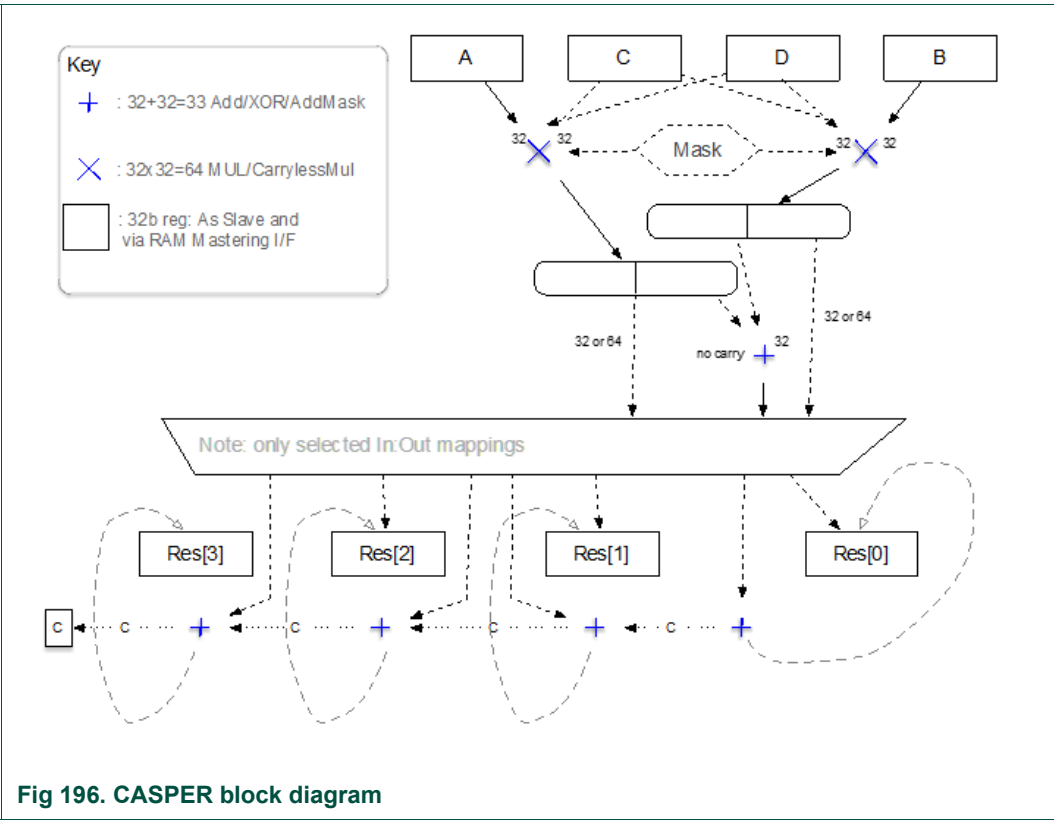 Key
: 32+32=33 Add/XOR/AddMask
: 32x32=64 MUL/CarrylessMul
: 32b reg: As Slave and
via RAM Mastering I/F
A C D B
32 32 Mask 32 32
32 or 64
32 or 64
no carry 32
Note: only selected In:Out mappings
Res[3] Res[2] Res[1] Res[0]
C C C C C
Fig 196. CASPER block diagram